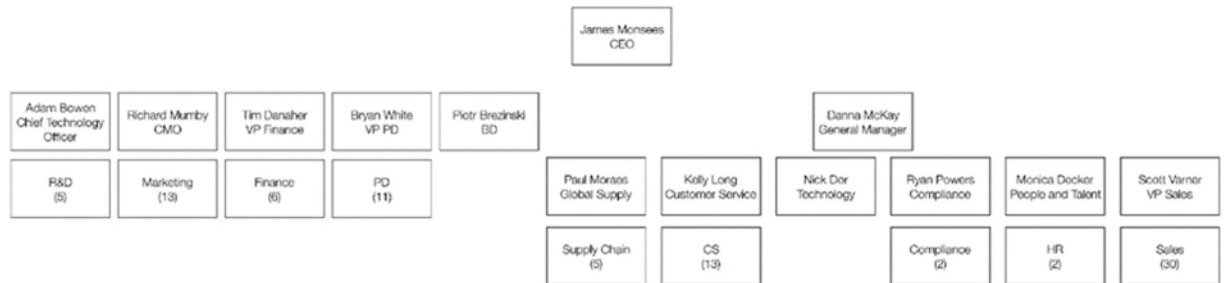 James Monsees
CEO
Adam Bowen
Chief Technology
Officer
Richard Mumby
CMO
Tim Danaher
VP Finance
Bryan White
VP PD
Piotr Brezinski
BD
Danna McKay
General Manager
R&D
(5)
Marketing
(13)
Finance
(6)
PD
(11)
Paul Moraes
Global Supply
Kelly Long
Customer Service
Nick Dor
Technology
Ryan Powers
Compliance
Monica Decker
People and Talent
Scott Varner
VP Sales
Supply Chain
(5)
CS
(13)
Compliance
(2)
HR
(2)
Sales
(30)